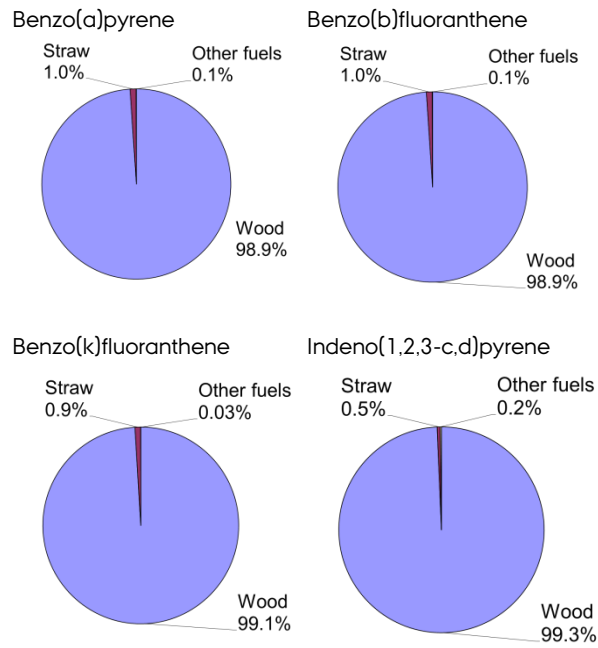 Benzo(a)pyrene
Straw
1.0%
Other fuels
0.1%
Wood
98.9%
Benzo(b)fluoranthene
Straw
1.0%
Other fuels
0.1%
Wood
98.9%
Benzo(k)fluoranthene
Straw
0.9%
Other fuels
0.03%
Wood
99.1%
Indeno(1,2,3-c,d)pyrene
Straw
0.5%
Other fuels
0.2%
Wood
99.3%